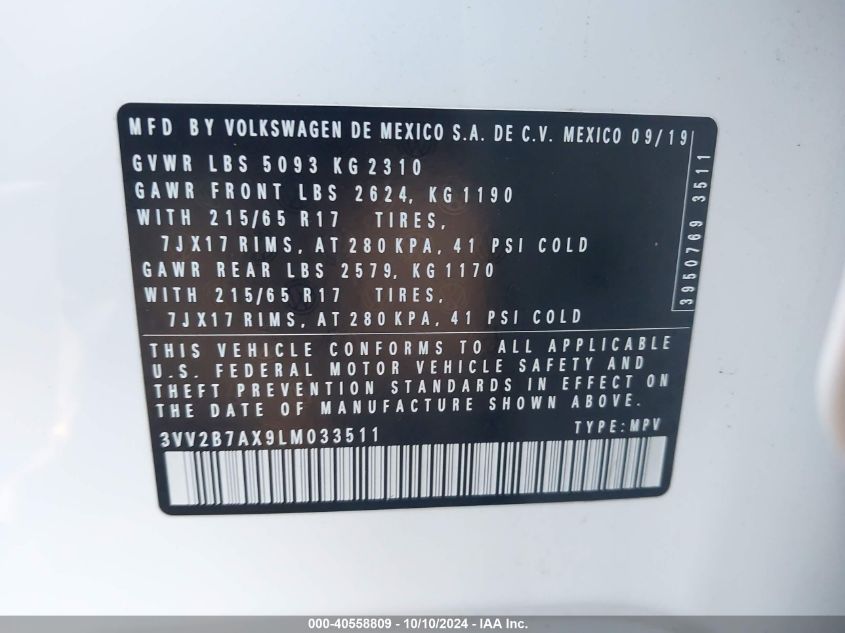 MFD BY VOLKSWAGEN DE MEXICO S.A. DE C.V. MEXICO 09/19
GVWR LBS 5093 KG 2310
GAWR FRONT LBS 2624, KG 1190
WITH 215/65 R17 TIRES,
7JX17 RIMS, AT 280 KPA, 41 PSI COLD
GAWR REAR LBS 2579, KG 1170
WITH 215/65 R17 TIRES,
7JX17 RIMS, AT 280 KPA, 41 PSI COLD
3950769 3511
THIS VEHICLE CONFORMS TO ALL APPLICABLE
U.S. FEDERAL MOTOR VEHICLE SAFETY AND
THEFT PREVENTION STANDARDS IN EFFECT ON
THE DATE OF MANUFACTURE SHOWN ABOVE.
3VV2B7AX9LM033511 TYPE: MPV
000-40558809 - 10/10/2024 - IAA Inc.